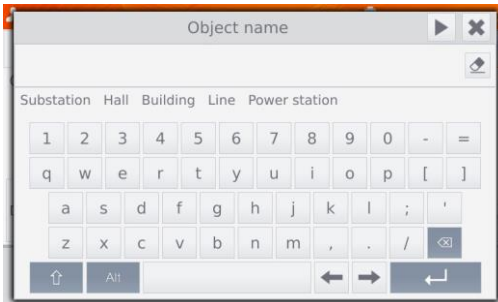 Object name
Substation Hall Building Line Power station
1 2 3 4 5 6 7 8 9 0 - =
q w e r t y u i o p [ ]
a s d f g h j k l ; '
z x c v b n m , . /
Alt